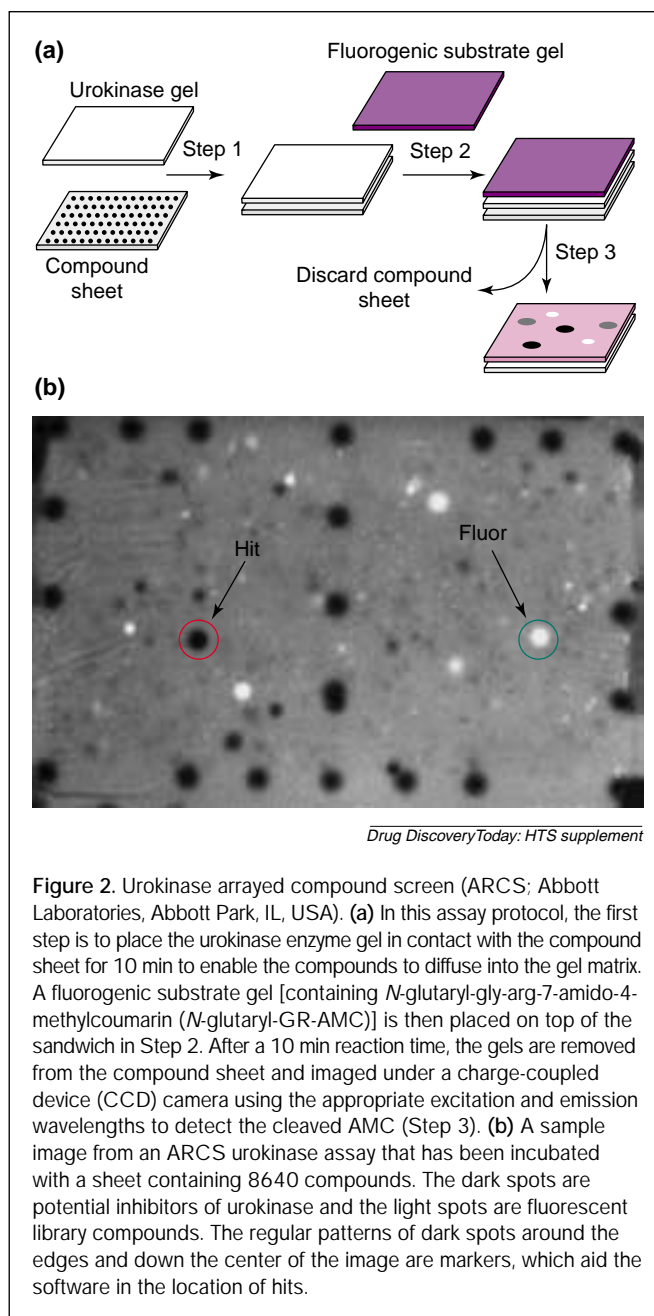 (a)
Fluorogenic substrate gel
Urokinase gel
Step 1
Step 2
Compound
sheet
Step 3
Discard compound
sheet
(b)
Hit
Fluor
Drug DiscoveryToday: HTS supplement
Figure 2. Urokinase arrayed compound screen (ARCS; Abbott
Laboratories, Abbott Park, IL, USA). (a) In this assay protocol, the first
step is to place the urokinase enzyme gel in contact with the compound
sheet for 10 min to enable the compounds to diffuse into the gel matrix.
A fluorogenic substrate gel [containing N-glutaryl-gly-arg-7-amido-4-
methylcoumarin (N-glutaryl-GR-AMC)] is then placed on top of the
sandwich in Step 2. After a 10 min reaction time, the gels are removed
from the compound sheet and imaged under a charge-coupled
device (CCD) camera using the appropriate excitation and emission
wavelengths to detect the cleaved AMC (Step 3). (b) A sample
image from an ARCS urokinase assay that has been incubated
with a sheet containing 8640 compounds. The dark spots are
potential inhibitors of urokinase and the light spots are fluorescent
library compounds. The regular patterns of dark spots around the
edges and down the center of the image are markers, which aid the
software in the location of hits.